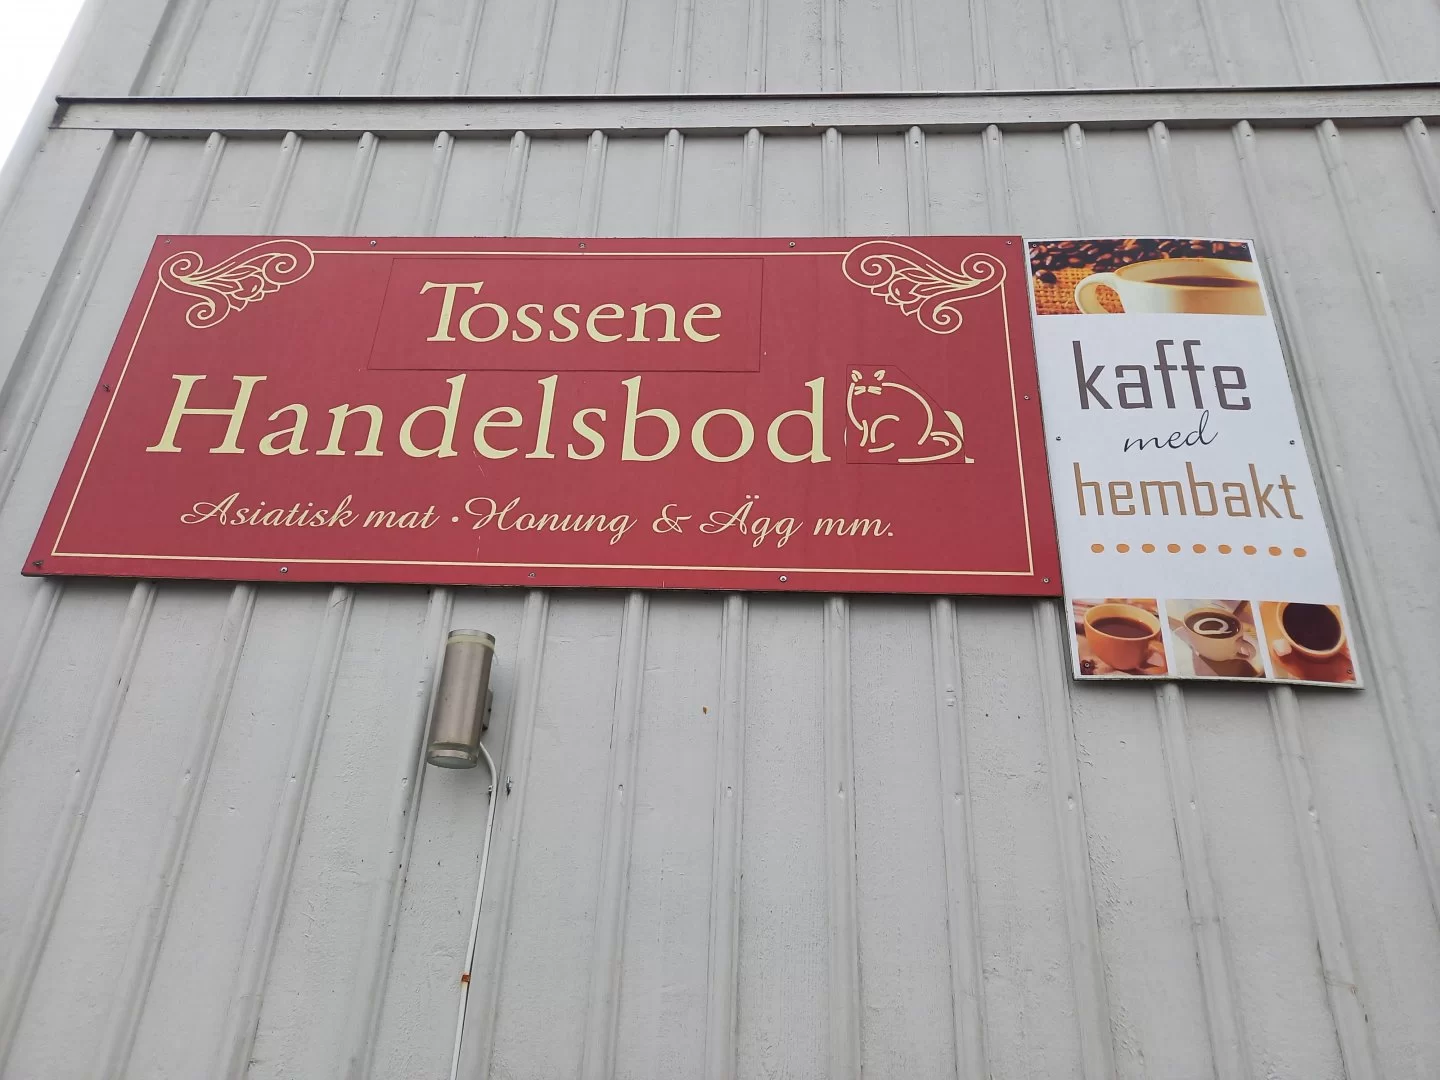 Tossene
Handelsbod
Asiatisk mat · Honung & Ägg mm.
kaffe
med
hembakt